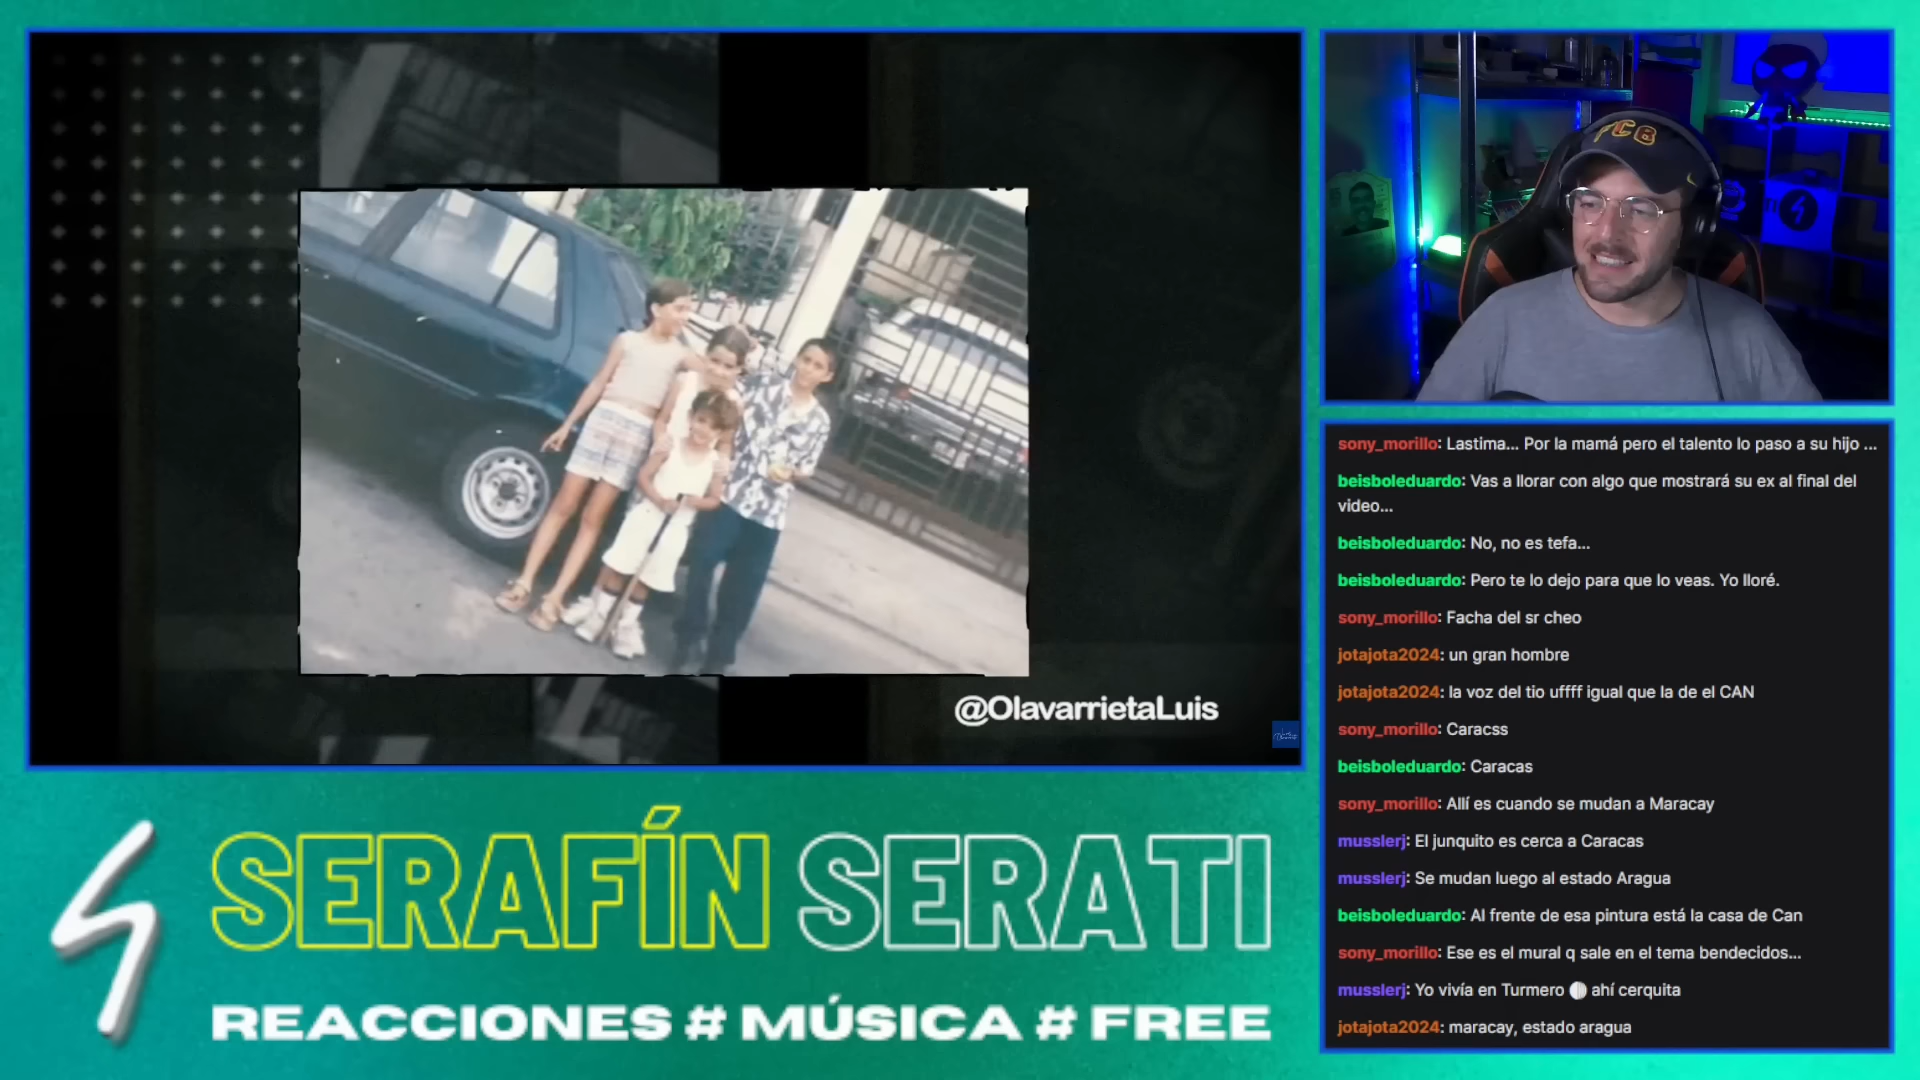 @OlavarrietaLuis
SERAFÍN SERATI
REACCIONES # MÚSICA # FREE
sony_morillo: Lastima... Por la mamá pero el talento lo paso a su hijo ...
beisboleduardo: Vas a llorar con algo que mostrará su ex al final del
video...
beisboleduardo: No, no es tefa...
beisboleduardo: Pero te lo dejo para que lo veas. Yo lloré.
sony_morillo: Facha del sr cheo
jotajota2024: un gran hombre
jotajota2024: la voz del tio uffff igual que la de el CAN
sony_morillo: Caracss
beisboleduardo: Caracas
sony_morillo: Allí es cuando se mudan a Maracay
musslerj: El junquito es cerca a Caracas
musslerj: Se mudan luego al estado Aragua
beisboleduardo: Al frente de esa pintura está la casa de Can
sony_morillo: Ese es el mural q sale en el tema bendecidos...
musslerj: Yo vivía en Turmero ahí cerquita
jotajota2024: maracay, estado aragua